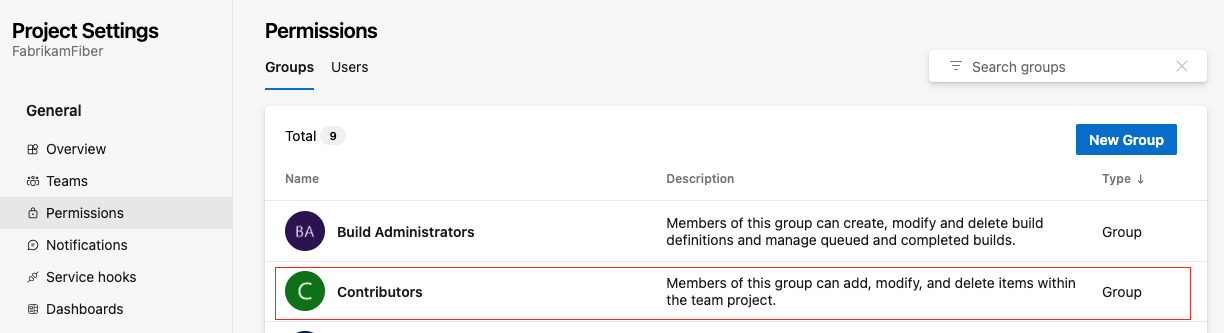 Project Settings
FabrikamFiber
General
Overview
Teams
Permissions
Notifications
Service hooks
Dashboards
Permissions
Groups Users
Search groups
Total 9
New Group
Name Description Type ↓
BA Build Administrators
Members of this group can create, modify and delete build
definitions and manage queued and completed builds.
Group
C Contributors
Members of this group can add, modify, and delete items within
the team project.
Group